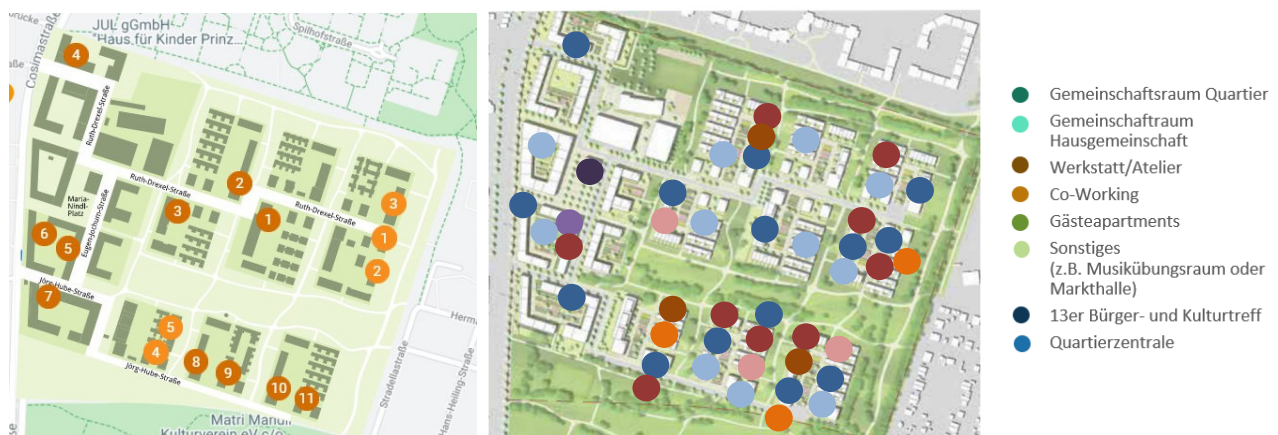 JUL gGmbH
"Haus für Kinder Prinz...
Spilhofstraße
Cosimastraße
4
Ruth-Drexel-Straße
Ruth-Drexel-Straße
2
3
1
Ruth-Drexel-Straße
3
1
2
Maria-
Nindl-
Platz
Eugen-Jochum-Straße
6
5
Jörg-Hube-Straße
7
5
4
8
9
10
11
Jörg-Hube-Straße
Stradellastraße
Herma
Hans-Heiling-Straße
Kulturverein eV c/o
Gemeinschaftsraum Quartier
Gemeinschaftraum
Hausgemeinschaft
Werkstatt/Atelier
Co-Working
Gästeapartments
Sonstiges
(z.B. Musikübungsraum oder
Markthalle)
13er Bürger- und Kulturtreff
Quartierzentrale